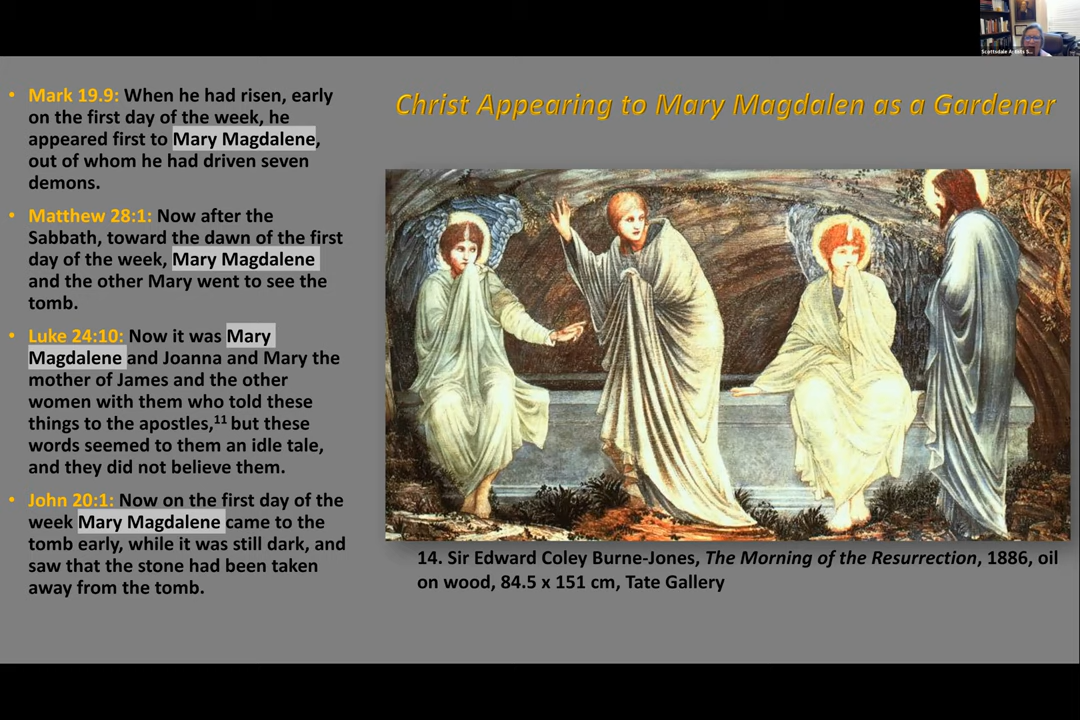 Scottsdale Artists S...
• Mark 19.9: When he had risen, early
on the first day of the week, he
appeared first to Mary Magdalene,
out of whom he had driven seven
demons.
• Matthew 28:1: Now after the
Sabbath, toward the dawn of the first
day of the week, Mary Magdalene
and the other Mary went to see the
tomb.
• Luke 24:10: Now it was Mary
Magdalene and Joanna and Mary the
mother of James and the other
women with them who told these
things to the apostles,¹¹ but these
words seemed to them an idle tale,
and they did not believe them.
• John 20:1: Now on the first day of the
week Mary Magdalene came to the
tomb early, while it was still dark, and
saw that the stone had been taken
away from the tomb.
Christ Appearing to Mary Magdalen as a Gardener
14. Sir Edward Coley Burne-Jones, The Morning of the Resurrection, 1886, oil
on wood, 84.5 x 151 cm, Tate Gallery